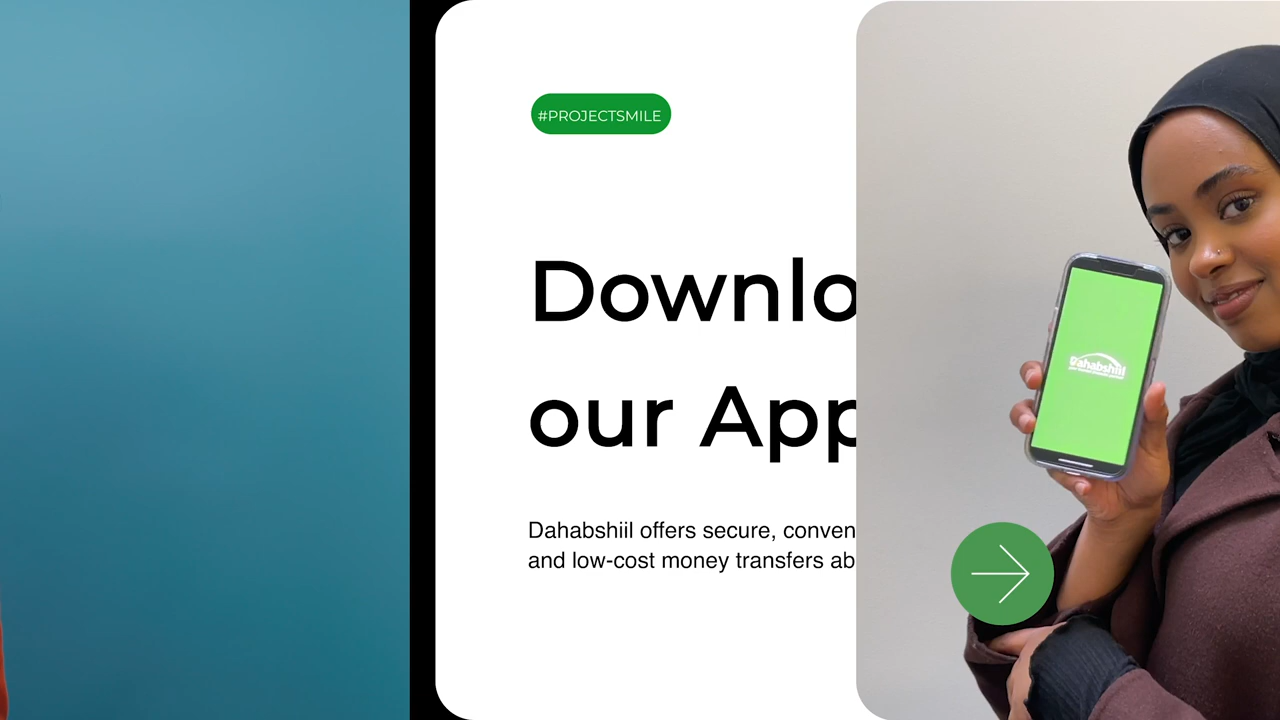 #PROJECTSMILE
Downlo
our App
Dahabshiil offers secure, conven
and low-cost money transfers ab
Dahabshiil